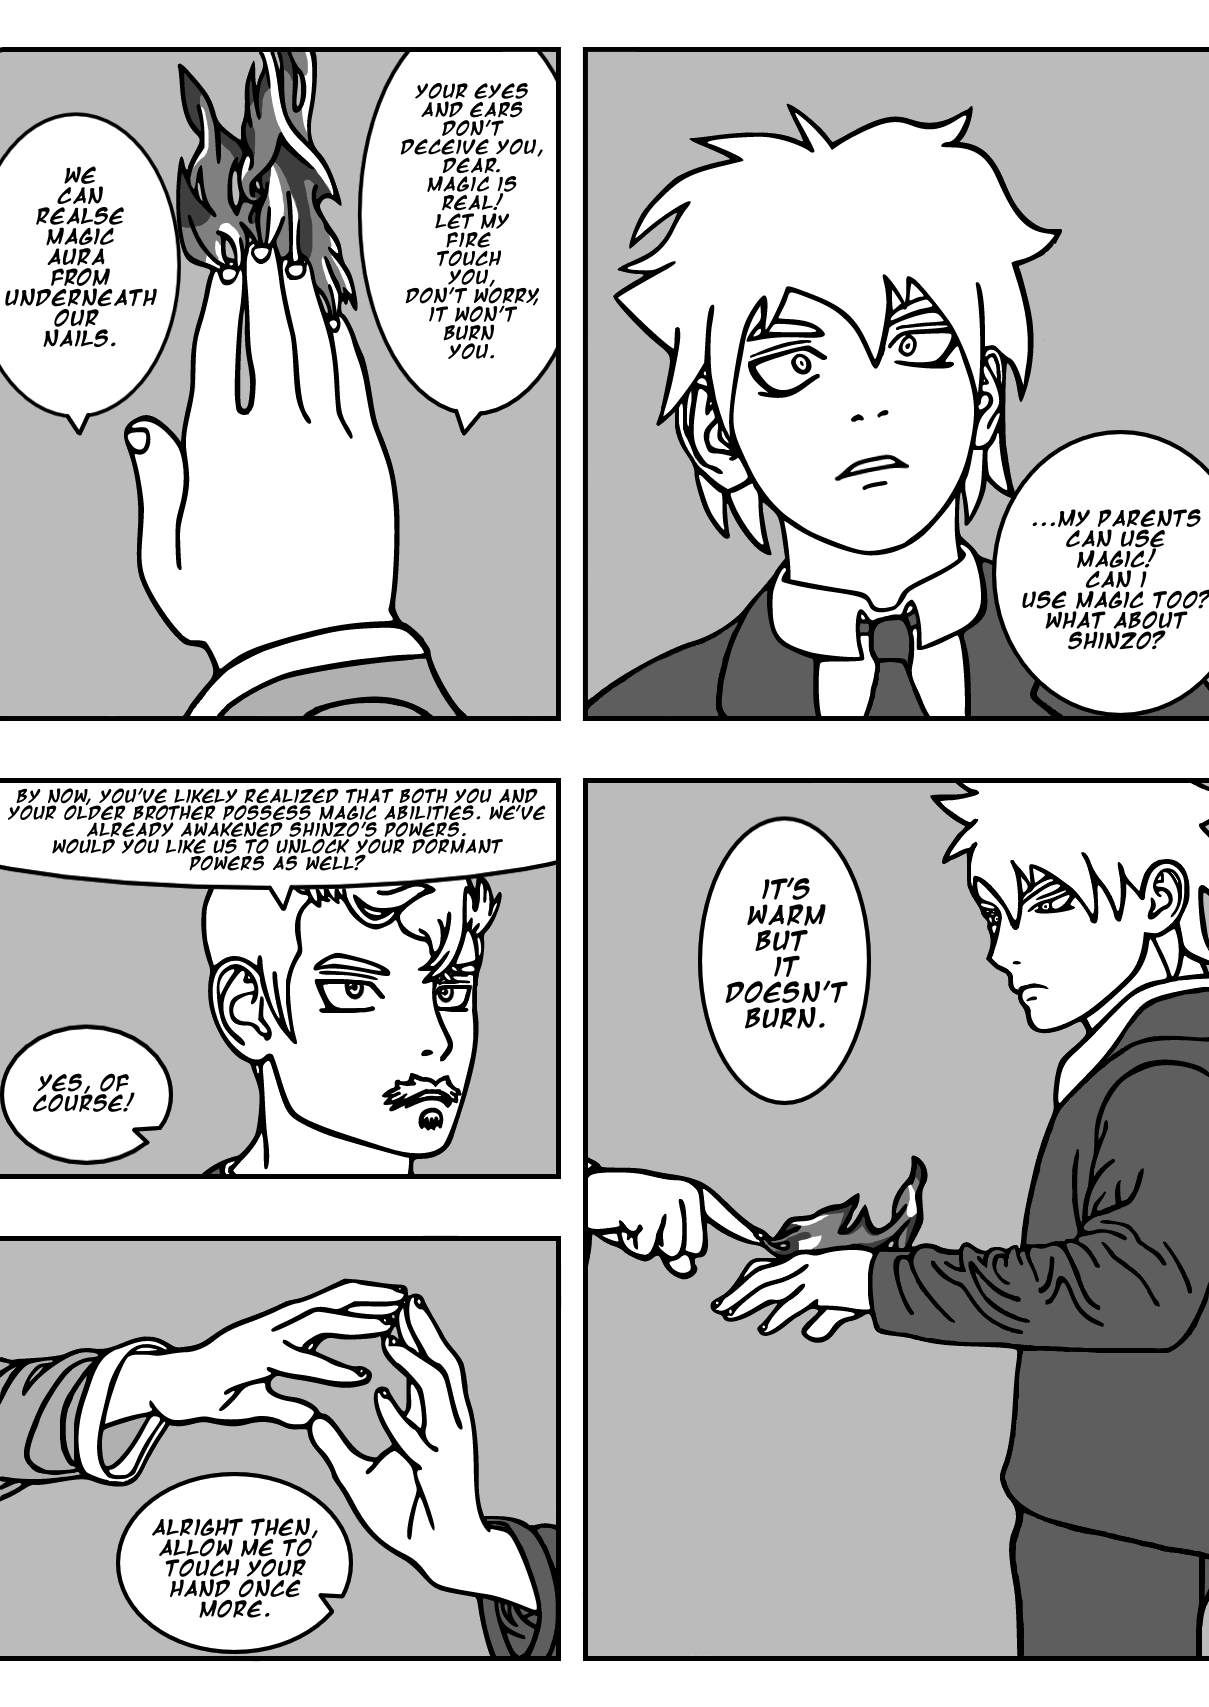 ...MY PARENTS
CAN USE
MAGIC!
CAN I
USE MAGIC TOO?
WHAT ABOUT
SHINZO?
YOUR EYES
AND EARS
DON'T
DECEIVE YOU,
DEAR.
MAGIC IS
REAL!
LET MY
FIRE
TOUCH
YOU,
DON'T WORRY,
IT WON'T
BURN
YOU.
WE
CAN
REALSE
MAGIC
AURA
FROM
UNDERNEATH
OUR
NAILS.
IT'S
WARM
BUT
IT
DOESN'T
BURN.
BY NOW, YOU'VE LIKELY REALIZED THAT BOTH YOU AND
YOUR OLDER BROTHER POSSESS MAGIC ABILITIES. WE'VE
ALREADY AWAKENED SHINZO'S POWERS.
WOULD YOU LIKE US TO UNLOCK YOUR DORMANT
POWERS AS WELL?
YES, OF
COURSE!
ALRIGHT THEN,
ALLOW ME TO
TOUCH YOUR
HAND ONCE
MORE.